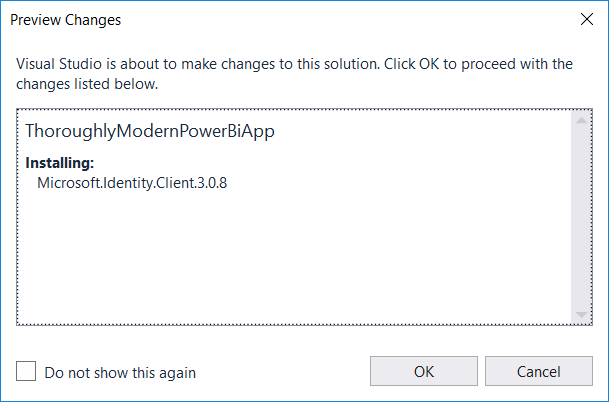 Preview Changes
Visual Studio is about to make changes to this solution. Click OK to proceed with the
changes listed below.
ThoroughlyModernPowerBiApp
Installing:
Microsoft.Identity.Client.3.0.8
Do not show this again
OK
Cancel